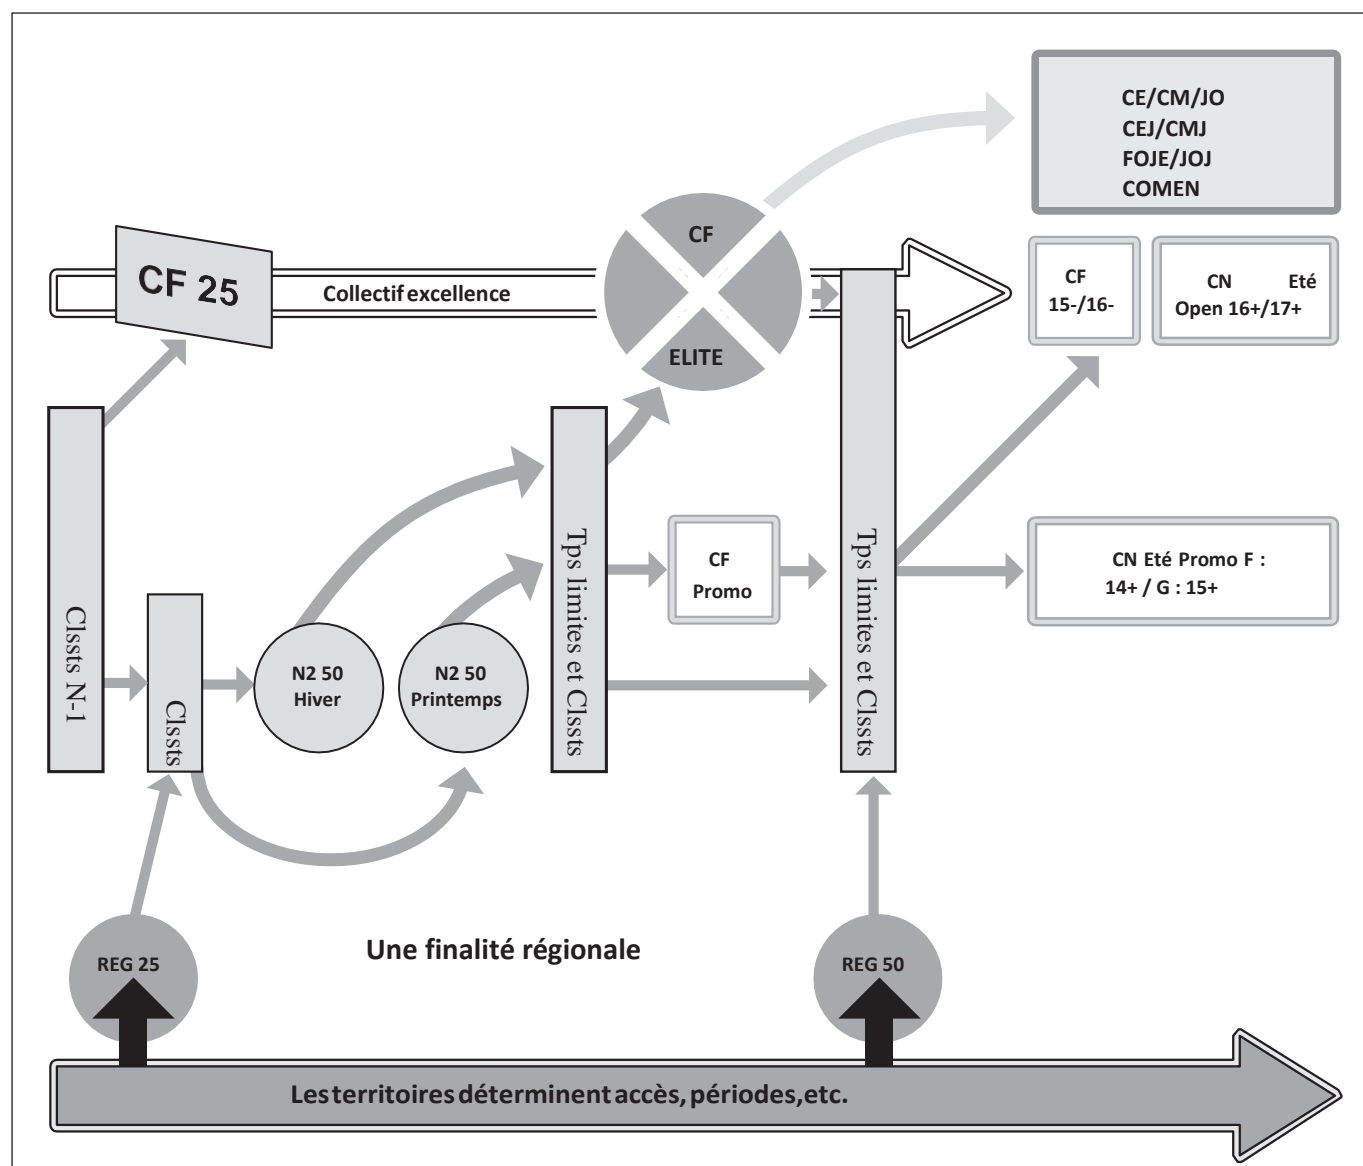 CE/CM/JO
CEJ/CMJ
FOJE/JOJ
COMEN
CF
CF 25
Collectif excellence
CF
15-/16-
CN Eté
Open 16+/17+
ELITE
Clssts N-1
Clssts
N2 50
Hiver
N2 50
Printemps
Tps limites et Clssts
CF
Promo
Tps limites et Clssts
CN Eté Promo F :
14+ / G : 15+
Une finalité régionale
REG 25
REG 50
Les territoires déterminent accès, périodes, etc.